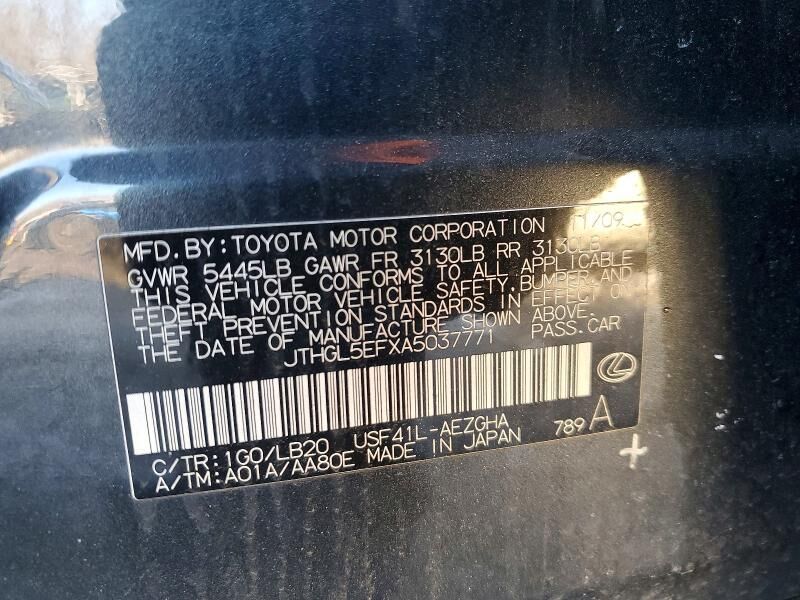 MFD. BY: TOYOTA MOTOR CORPORATION 11/09
GVWR 5445LB GAWR FR 3130LB RR 3130LB
THIS VEHICLE CONFORMS TO ALL APPLICABLE
FEDERAL MOTOR VEHICLE SAFETY, BUMPER, AND
THEFT PREVENTION STANDARDS IN EFFECT ON
THE DATE OF MANUFACTURE SHOWN ABOVE.
JTHGL5EFXA5037771 PASS.CAR
C/TR:1G0/LB20 USF41L-AEZGHA 789 A
A/TM:A01A/AA80E MADE IN JAPAN